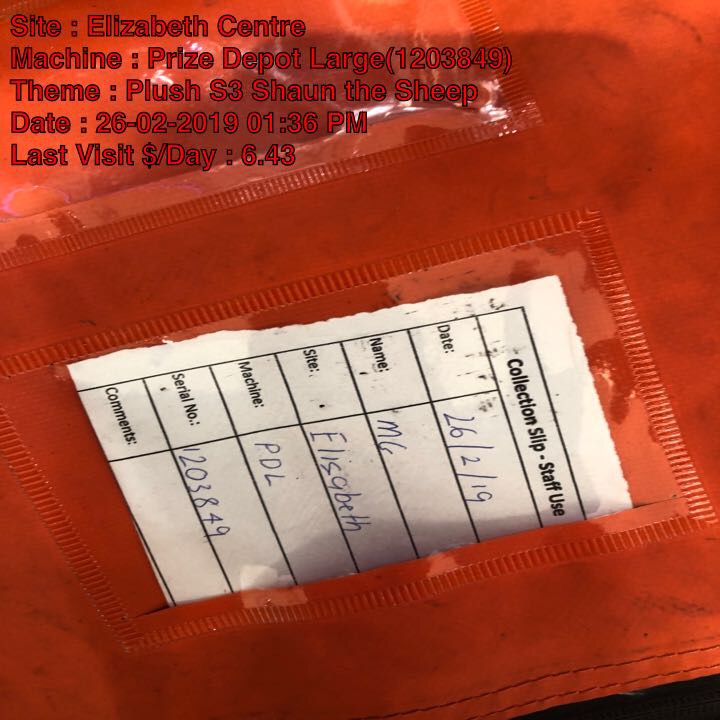 Site : Elizabeth Centre
Machine : Prize Depot Large(1203849)
Theme : Plush S3 Shaun the Sheep
Date : 26-02-2019 01:36 PM
Last Visit $/Day : 6.43
Collection Slip - Staff Use
Date: 26/2/19
Name: MG
Site: Elisabeth
Machine: PDL
Serial No.: 1203849
Comments: